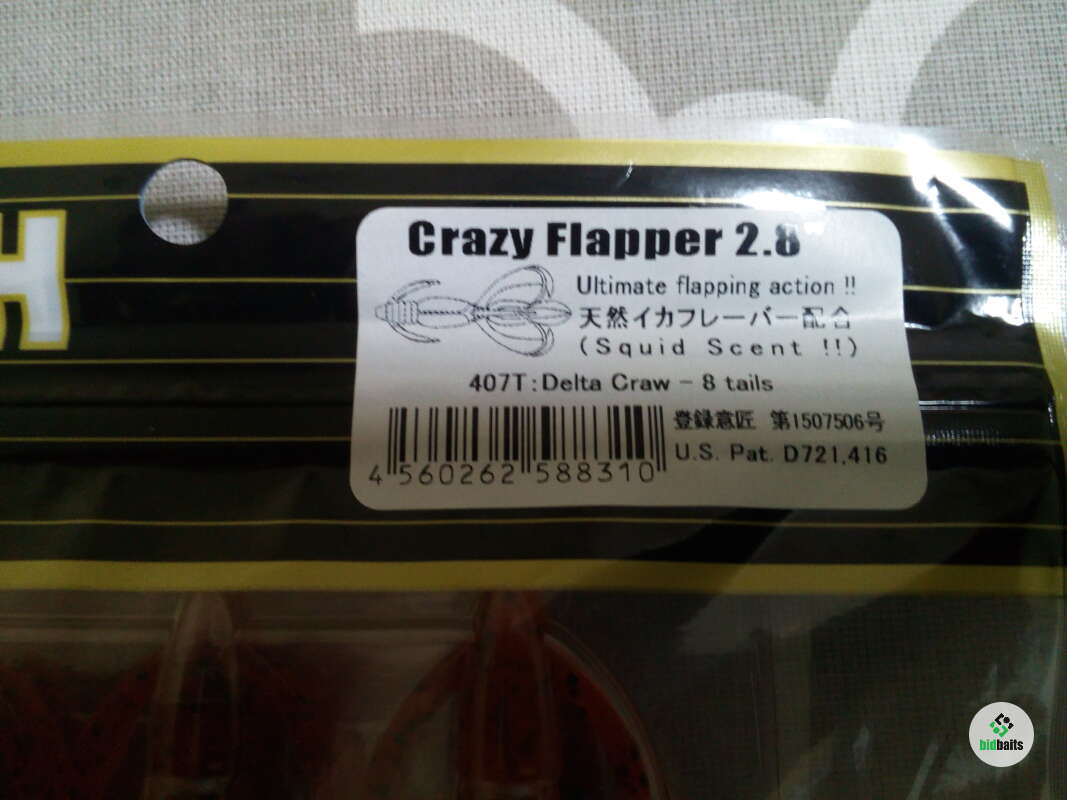 H
Crazy Flapper 2.8
Ultimate flapping action !!
天然イカフレーバー配合
(Squid Scent !!)
407T:Delta Craw - 8 tails
登録意匠 第1507506号
U.S. Pat. D721,416
4 560262 588310
bidbaits